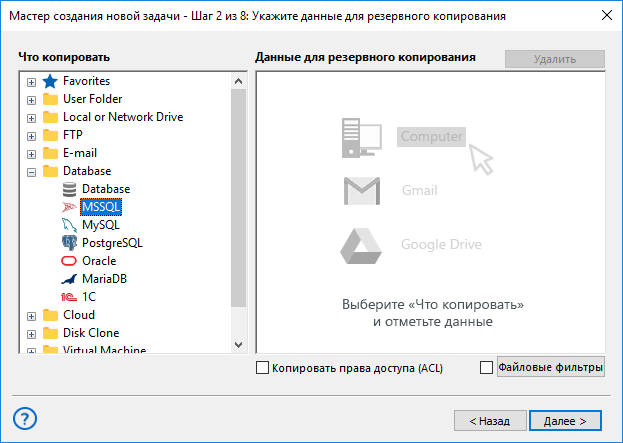 Мастер создания новой задачи - Шаг 2 из 8: Укажите данные для резервного копирования
Что копировать
Favorites
User Folder
Local or Network Drive
FTP
E-mail
Database
Database
MSSQL
MySQL
PostgreSQL
Oracle
MariaDB
1C
Cloud
Disk Clone
Virtual Machine
Данные для резервного копирования
Удалить
Computer
Gmail
Google Drive
Выберите «Что копировать»
и отметьте данные
Копировать права доступа (ACL)
Файловые фильтры
?
< Назад
Далее >